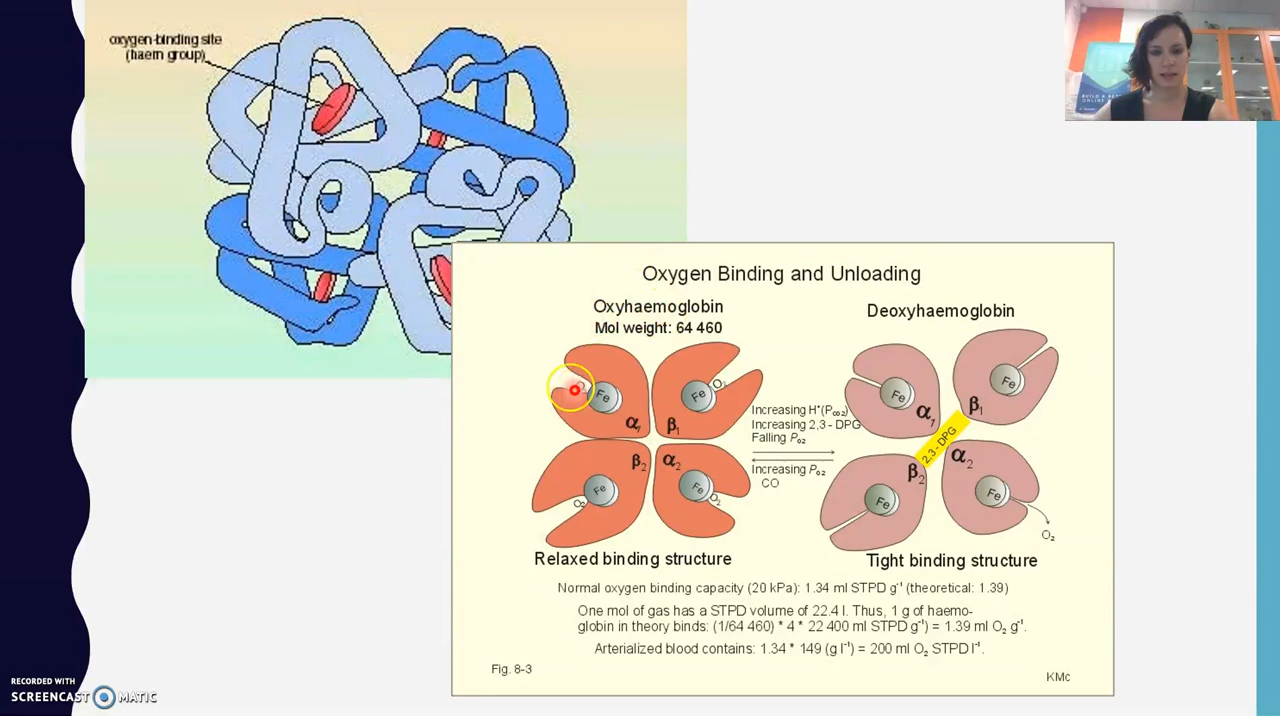 oxygen-binding site
(haem group)
Oxygen Binding and Unloading
Oxyhaemoglobin
Mol weight: 64 460
Deoxyhaemoglobin
O₂
Fe
α₁
Fe
O₂
β₁
β₂
Fe
O₂
α₂
Fe
O₂
Increasing H⁺(Pco₂)
Increasing 2,3 - DPG
Falling Po₂
Increasing Po₂
CO
Fe
α₁
Fe
β₁
2,3- DPG
β₂
Fe
α₂
Fe
O₂
Relaxed binding structure
Tight binding structure
Normal oxygen binding capacity (20 kPa): 1.34 ml STPD g⁻¹ (theoretical: 1.39)
One mol of gas has a STPD volume of 22.4 l. Thus, 1 g of haemo-
globin in theory binds: (1/64 460) * 4 * 22 400 ml STPD g⁻¹) = 1.39 ml O₂ g⁻¹.
Arterialized blood contains: 1.34 * 149 (g l⁻¹) = 200 ml O₂ STPD l⁻¹.
Fig. 8-3
KMc
RECORDED WITH
SCREENCAST MATIC